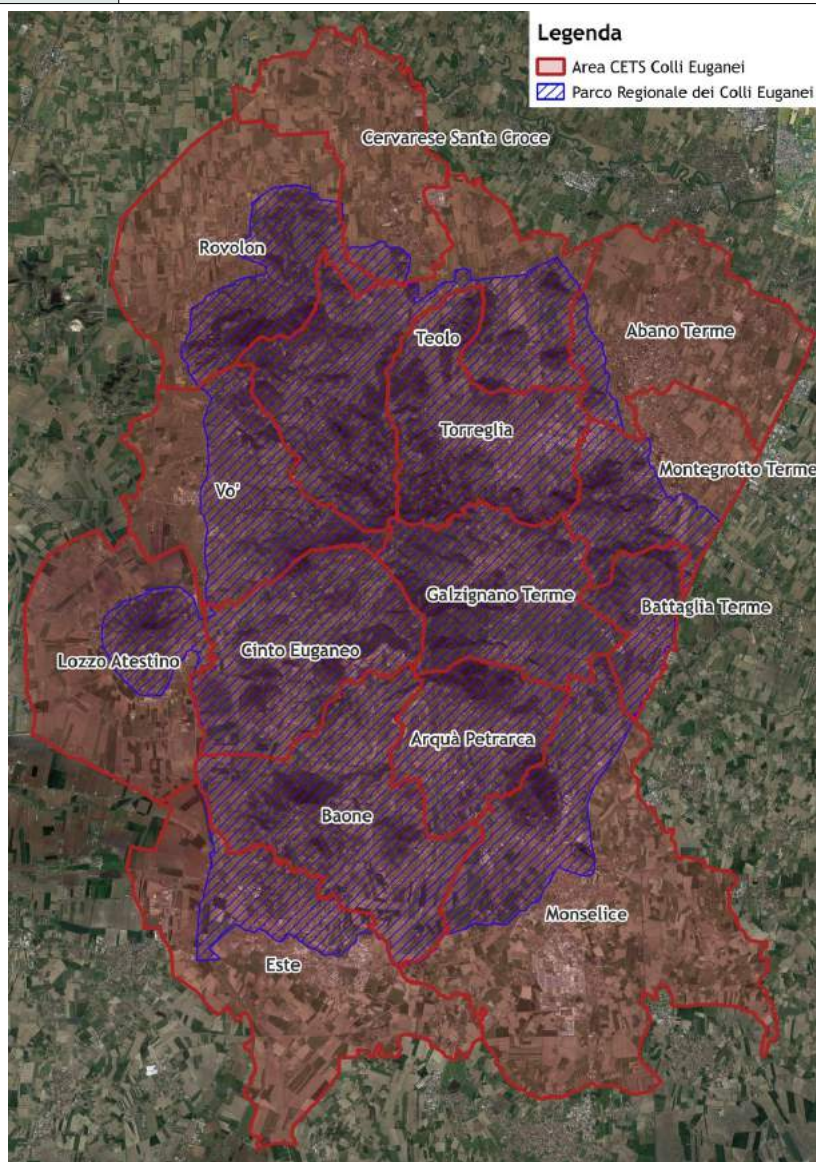 Legenda
Area CETS Colli Euganei
Parco Regionale dei Colli Euganei
Cervarese Santa Croce
Rovolon
Teolo
Abano Terme
Torreglia
Montegrotto Terme
Vo'
Galzignano Terme
Battaglia Terme
Cinto Euganeo
Lozzo Atestino
Arquà Petrarca
Baone
Monselice
Este